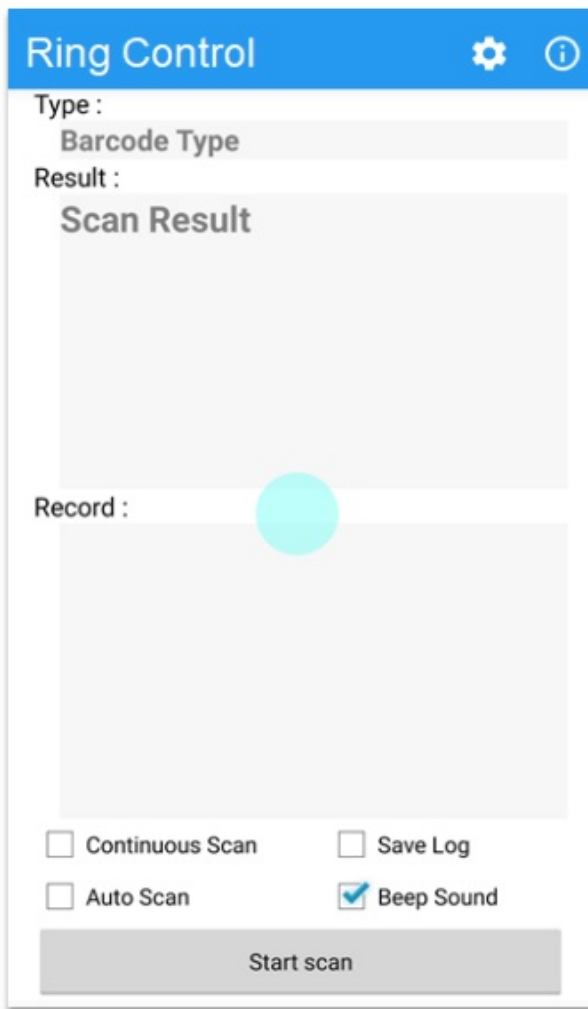 Ring Control
Type :
Barcode Type
Result :
Scan Result
Record :
Continuous Scan
Save Log
Auto Scan
Beep Sound
Start scan